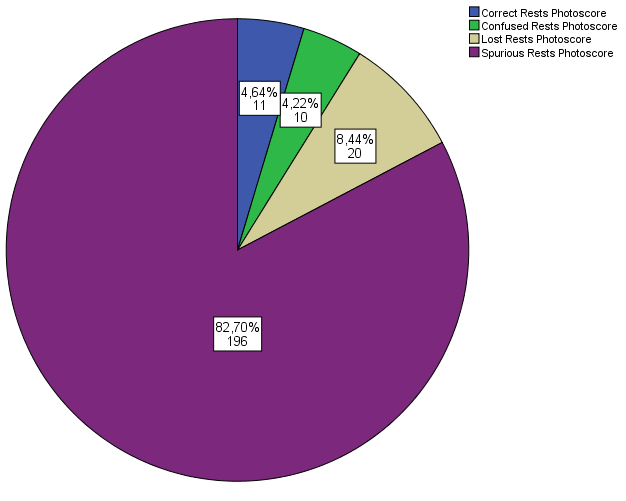 Correct Rests Photoscore
Confused Rests Photoscore
Lost Rests Photoscore
Spurious Rests Photoscore
4,64%
11
4,22%
10
8,44%
20
82,70%
196